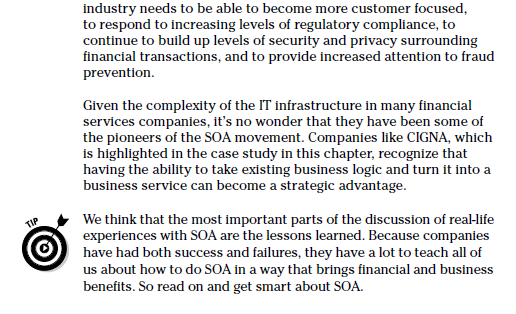 industry needs to be able to become more customer focused,
to respond to increasing levels of regulatory compliance, to
continue to build up levels of security and privacy surrounding
financial transactions, and to provide increased attention to fraud
prevention.
Given the complexity of the IT infrastructure in many financial
services companies, it's no wonder that they have been some of
the pioneers of the SOA movement. Companies like CIGNA, which
is highlighted in the case study in this chapter, recognize that
having the ability to take existing business logic and turn it into a
business service can become a strategic advantage.
TIP
We think that the most important parts of the discussion of real-life
experiences with SOA are the lessons learned. Because companies
have had both success and failures, they have a lot to teach all of
us about how to do SOA in a way that brings financial and business
benefits. So read on and get smart about SOA.